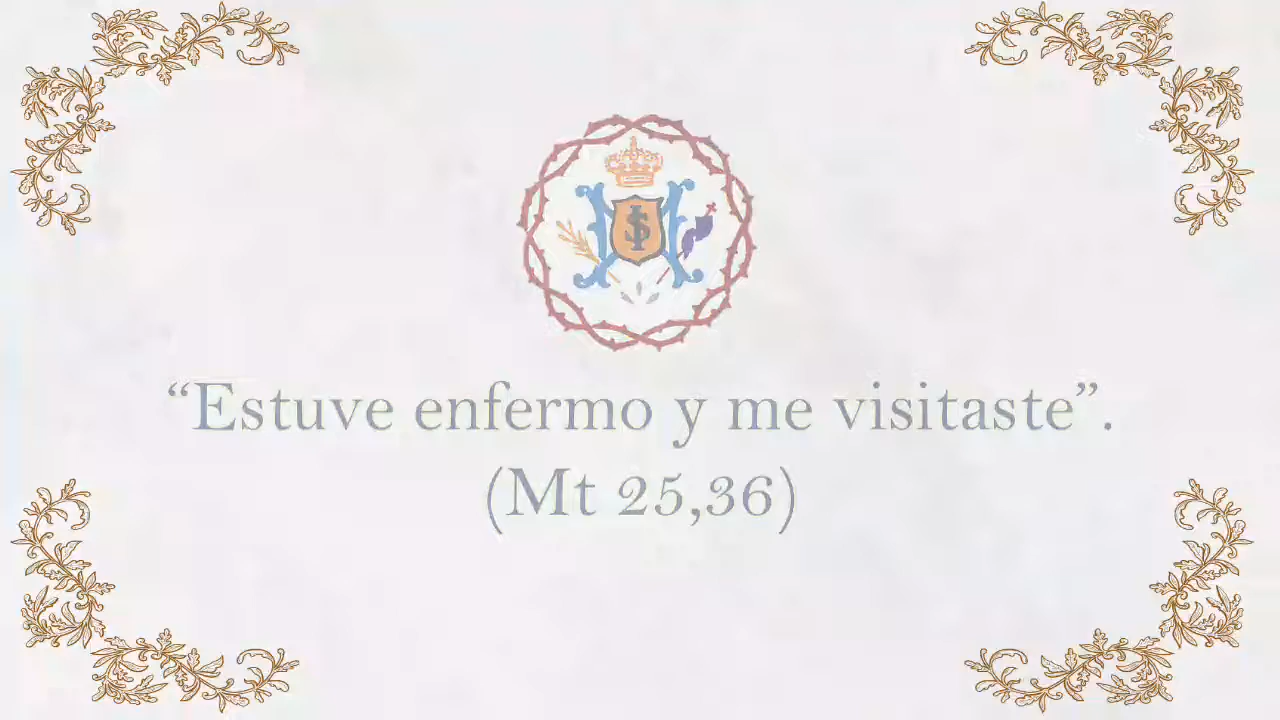 “Estuve enfermo y me visitaste”.
(Mt 25,36)